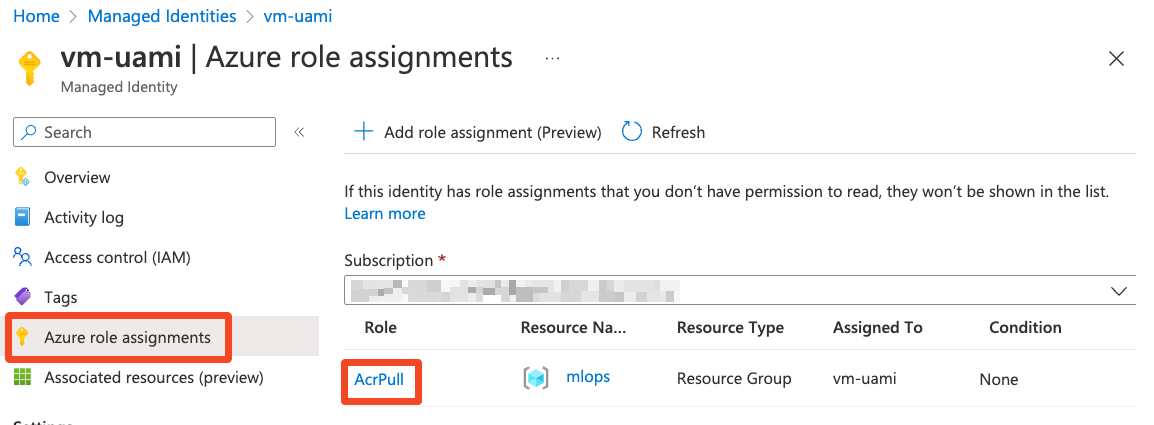 Home > Managed Identities > vm-uami
vm-uami | Azure role assignments ...
Managed Identity
Search «
+ Add role assignment (Preview) Refresh
Overview
Activity log
Access control (IAM)
Tags
Azure role assignments
Associated resources (preview)
Settings
If this identity has role assignments that you don’t have permission to read, they won’t be shown in the list.
Learn more
Subscription *
Role Resource Na... Resource Type Assigned To Condition
AcrPull mlops Resource Group vm-uami None